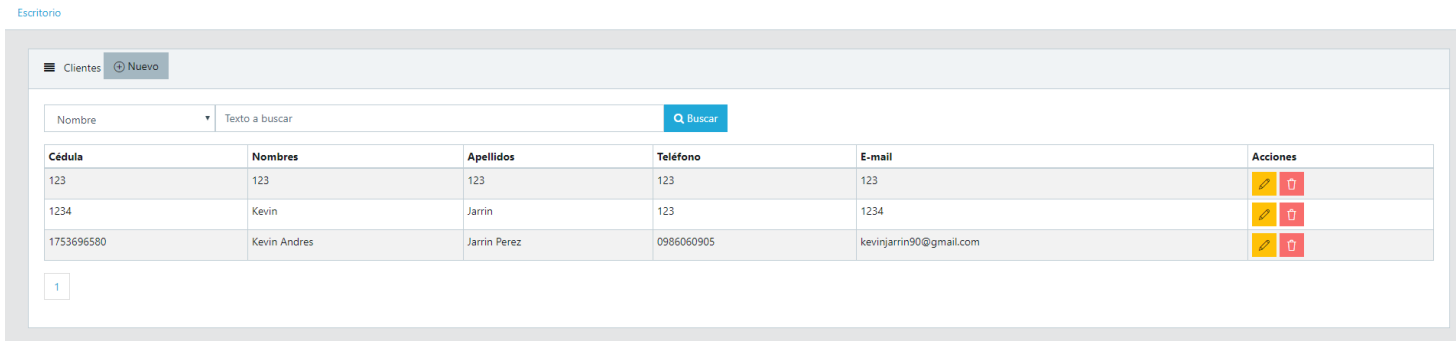 Escritorio
Clientes Nuevo
Nombre Texto a buscar Buscar
Cédula Nombres Apellidos Teléfono E-mail Acciones
123 123 123 123 123
1234 Kevin Jarrin 123 1234
1753696580 Kevin Andres Jarrin Perez 0986060905 kevinjarrin90@gmail.com
1